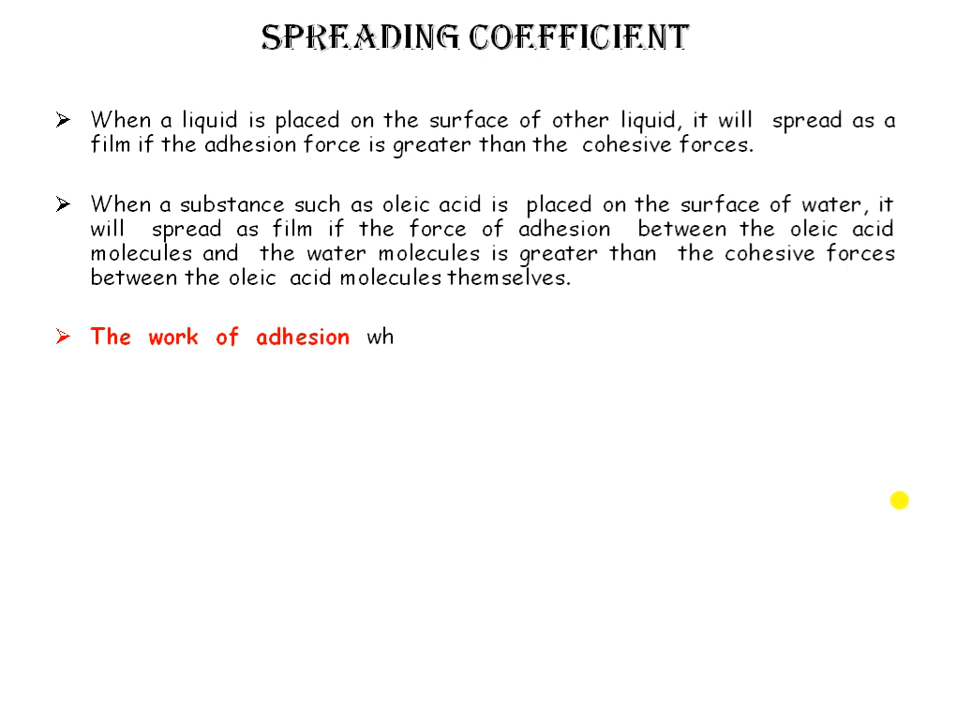 SPREADING COEFFICIENT
When a liquid is placed on the surface of other liquid, it will spread as a
film if the adhesion force is greater than the cohesive forces.
When a substance such as oleic acid is placed on the surface of water, it
will spread as film if the force of adhesion between the oleic acid
molecules and the water molecules is greater than the cohesive forces
between the oleic acid molecules themselves.
The work of adhesion wh